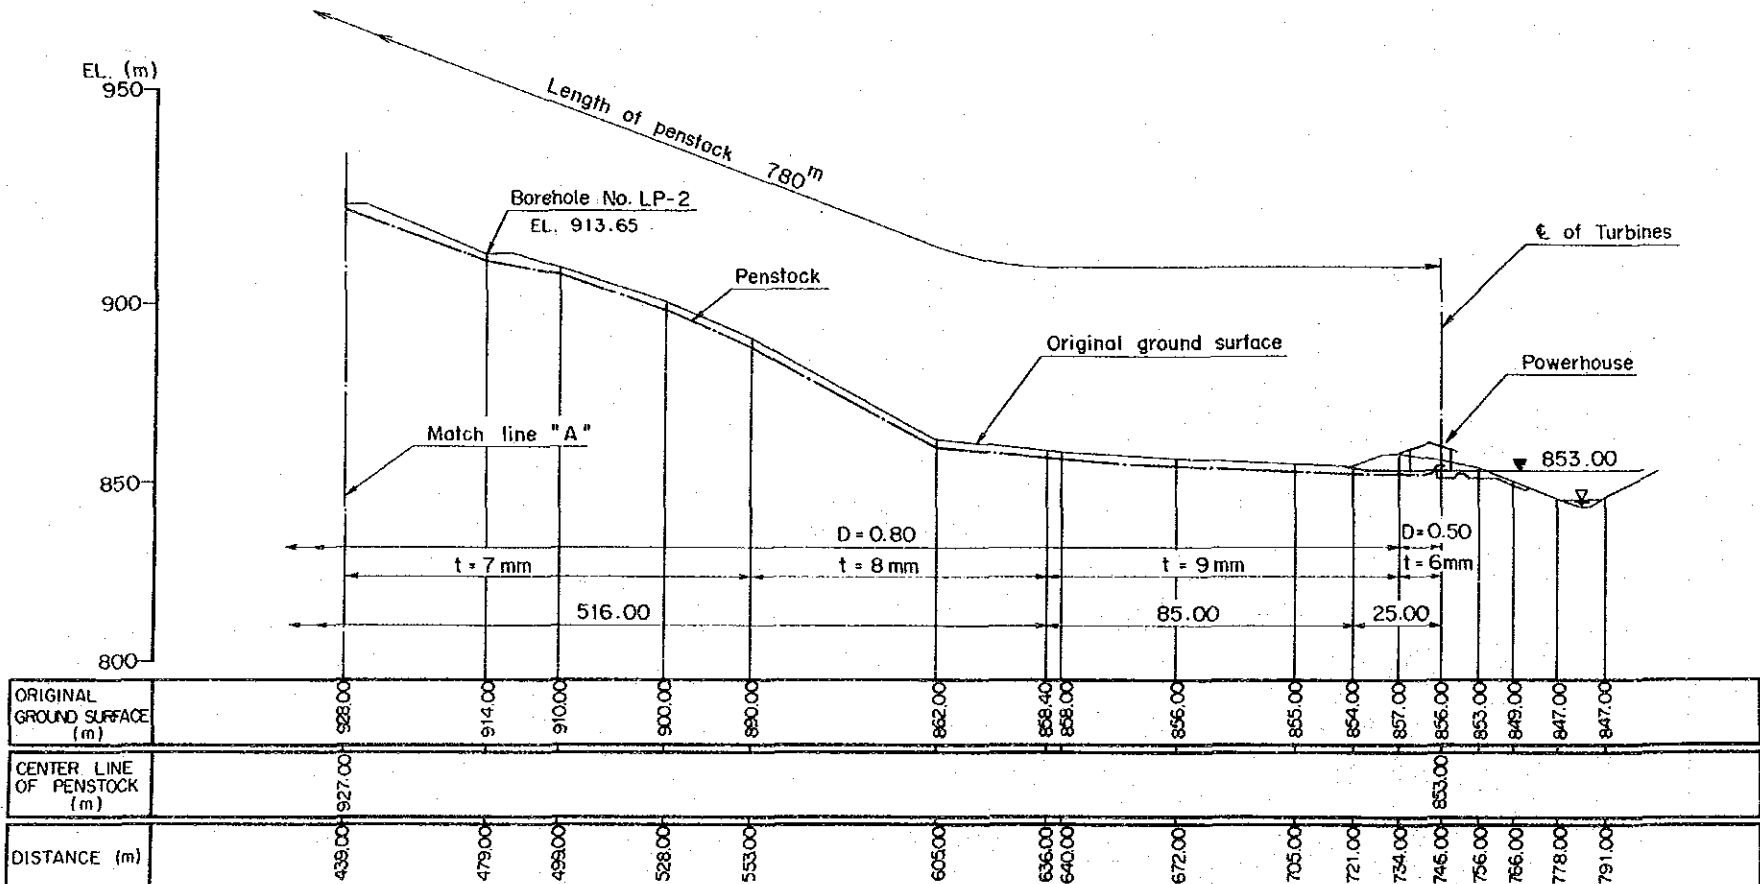 EL. (m)
950
900
850
800
Length of penstock 780m
Borehole No. LP-2
EL. 913.65
Penstock
Original ground surface
℄ of Turbines
Powerhouse
Match line "A"
853.00
D=0.80
D=0.50
t=7mm
t=8mm
t=9mm
t=6mm
516.00
85.00
25.00
ORIGINAL
GROUND SURFACE
(m)
928.00
914.00
910.00
900.00
890.00
862.00
858.40
858.00
856.00
855.00
854.00
857.00
856.00
853.00
849.00
847.00
847.00
CENTER LINE
OF PENSTOCK
(m)
927.00
853.00
DISTANCE (m)
439.00
479.00
499.00
528.00
553.00
605.00
636.00
640.00
672.00
705.00
721.00
734.00
746.00
756.00
766.00
778.00
791.00